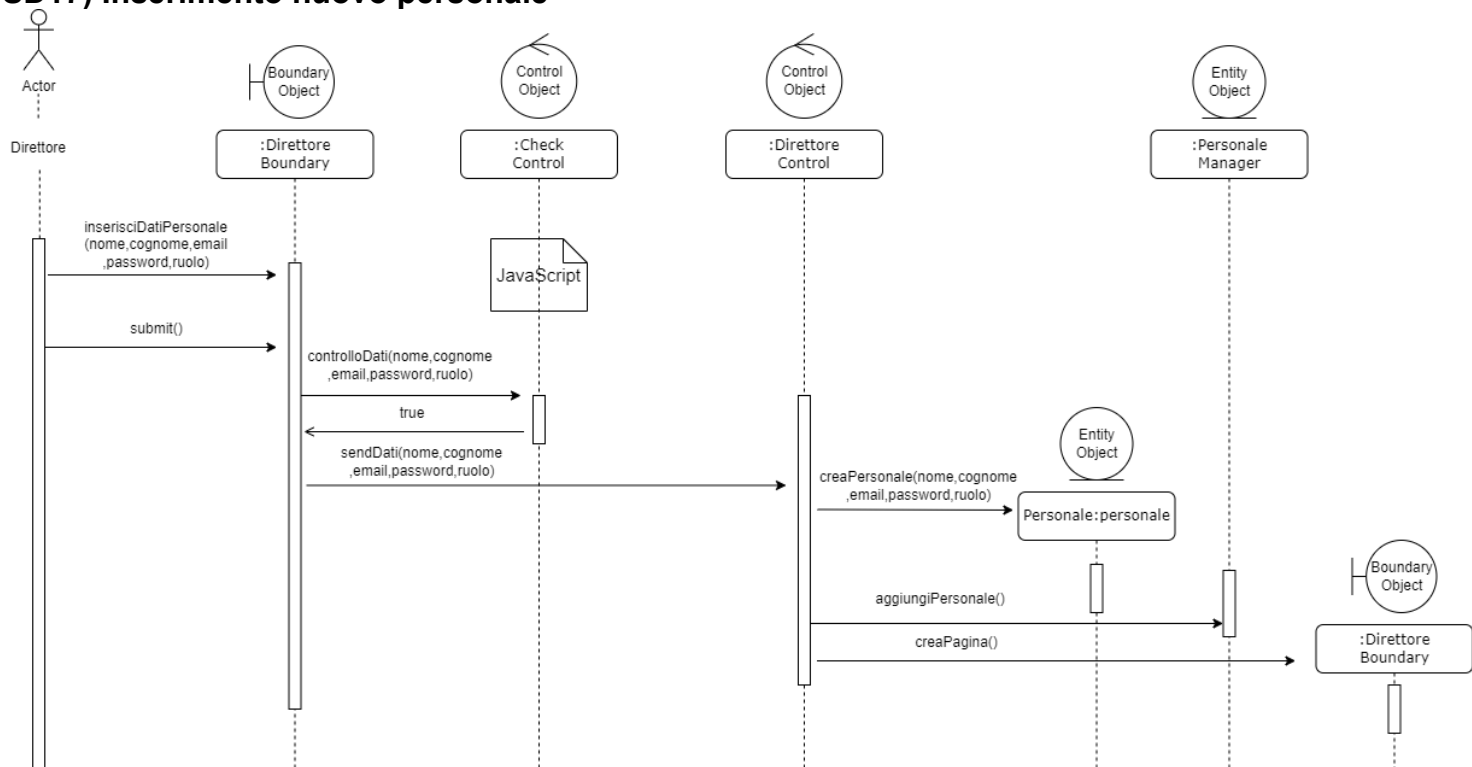 SD17) Inserimento nuovo personale
Actor
Direttore
Boundary
Object
:Direttore
Boundary
Control
Object
:Check
Control
Control
Object
:Direttore
Control
Entity
Object
:Personale
Manager
inserisciDatiPersonale
(nome,cognome,email
,password,ruolo)
JavaScript
submit()
controlloDati(nome,cognome
,email,password,ruolo)
true
sendDati(nome,cognome
,email,password,ruolo)
creaPersonale(nome,cognome
,email,password,ruolo)
Entity
Object
Personale:personale
aggiungiPersonale()
creaPagina()
Boundary
Object
:Direttore
Boundary